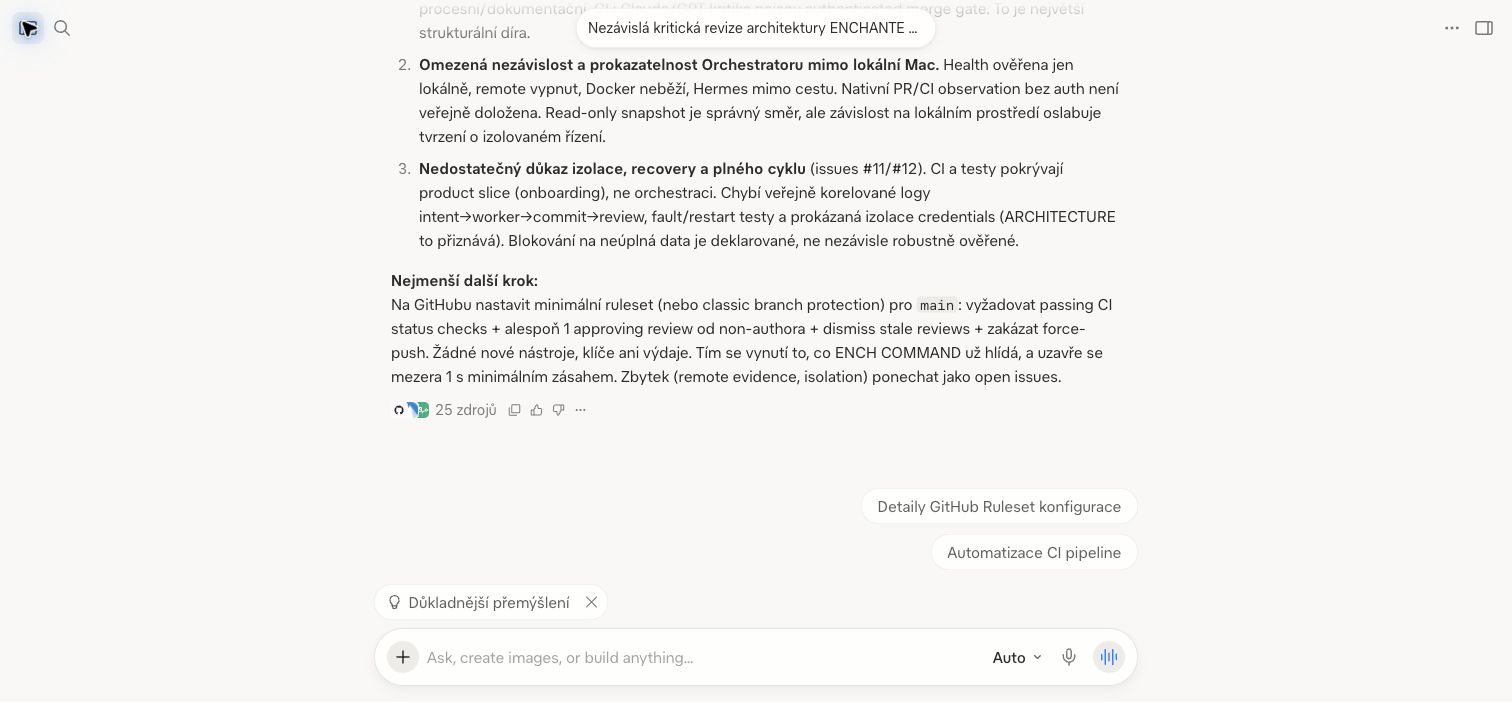 procesní/dokumentační. CI + Claude/GPT kritika nejsou authenticated merge gate. To je největší
strukturální díra.
Nezávislá kritická revize architektury ENCHANTE ...
2. Omezená nezávislost a prokazatelnost Orchestratoru mimo lokální Mac. Health ověřena jen
lokálně, remote vypnut, Docker neběží, Hermes mimo cestu. Nativní PR/CI observation bez auth není
veřejně doložena. Read-only snapshot je správný směr, ale závislost na lokálním prostředí oslabuje
tvrzení o izolovaném řízení.
3. Nedostatečný důkaz izolace, recovery a plného cyklu (issues #11/#12). CI a testy pokrývají
product slice (onboarding), ne orchestraci. Chybí veřejně korelované logy
intent→worker→commit→review, fault/restart testy a prokázaná izolace credentials (ARCHITECTURE
to přiznává). Blokování na neúplná data je deklarované, ne nezávisle robustně ověřené.
Nejmenší další krok:
Na GitHubu nastavit minimální ruleset (nebo classic branch protection) pro main: vyžadovat passing CI
status checks + alespoň 1 approving review od non-authora + dismiss stale reviews + zakázat force-
push. Žádné nové nástroje, klíče ani výdaje. Tím se vynutí to, co ENCH COMMAND už hlídá, a uzavře se
mezera 1 s minimálním zásahem. Zbytek (remote evidence, isolation) ponechat jako open issues.
25 zdrojů
Detaily GitHub Ruleset konfigurace
Automatizace CI pipeline
Důkladnější přemýšlení
Ask, create images, or build anything...
Auto